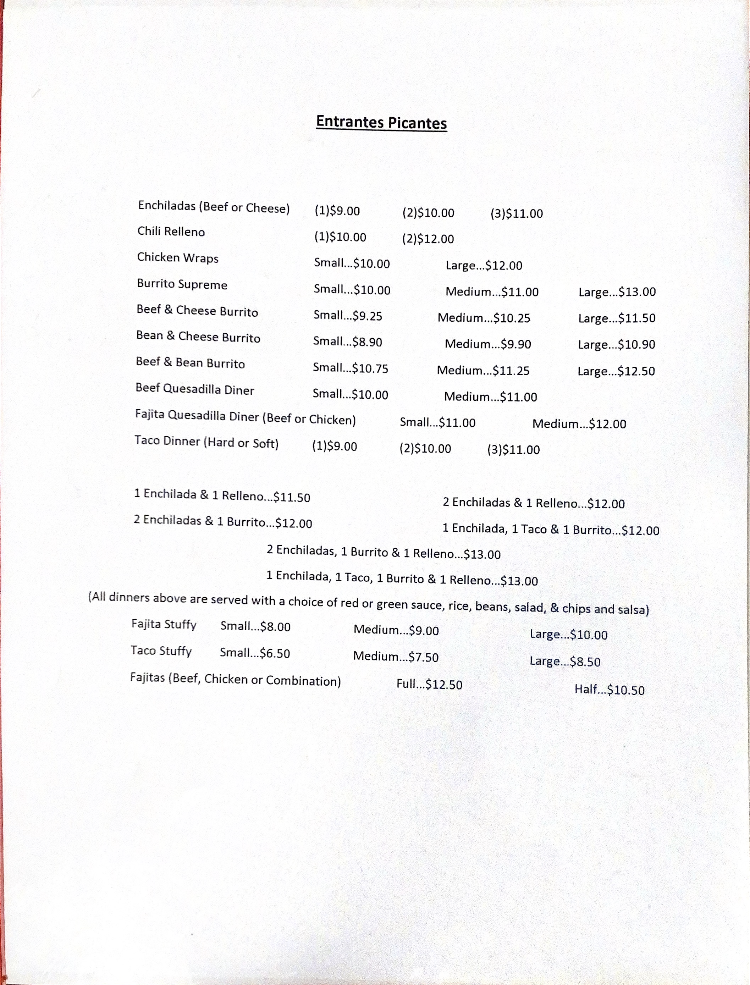 Entrantes Picantes
Enchiladas (Beef or Cheese) (1)$9.00 (2)$10.00 (3)$11.00
Chili Relleno (1)$10.00 (2)$12.00
Chicken Wraps Small...$10.00 Large...$12.00
Burrito Supreme Small...$10.00 Medium...$11.00 Large...$13.00
Beef & Cheese Burrito Small...$9.25 Medium...$10.25 Large...$11.50
Bean & Cheese Burrito Small...$8.90 Medium...$9.90 Large...$10.90
Beef & Bean Burrito Small...$10.75 Medium...$11.25 Large...$12.50
Beef Quesadilla Diner Small...$10.00 Medium...$11.00
Fajita Quesadilla Diner (Beef or Chicken) Small...$11.00 Medium...$12.00
Taco Dinner (Hard or Soft) (1)$9.00 (2)$10.00 (3)$11.00
1 Enchilada & 1 Relleno...$11.50 2 Enchiladas & 1 Relleno...$12.00
2 Enchiladas & 1 Burrito...$12.00 1 Enchilada, 1 Taco & 1 Burrito...$12.00
2 Enchiladas, 1 Burrito & 1 Relleno...$13.00
1 Enchilada, 1 Taco, 1 Burrito & 1 Relleno...$13.00
(All dinners above are served with a choice of red or green sauce, rice, beans, salad, & chips and salsa)
Fajita Stuffy Small...$8.00 Medium...$9.00 Large...$10.00
Taco Stuffy Small...$6.50 Medium...$7.50 Large...$8.50
Fajitas (Beef, Chicken or Combination) Full...$12.50 Half...$10.50